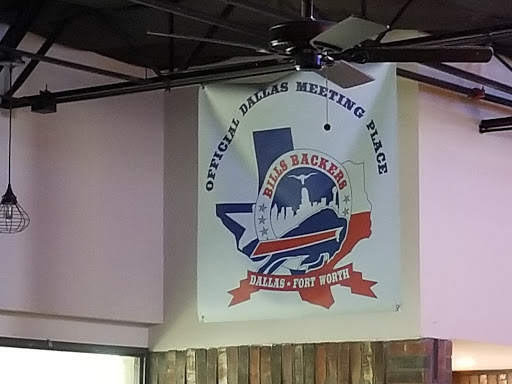 OFFICIAL DALLAS MEETING PLACE
BILLS BACKERS
DALLAS ★ FORT WORTH